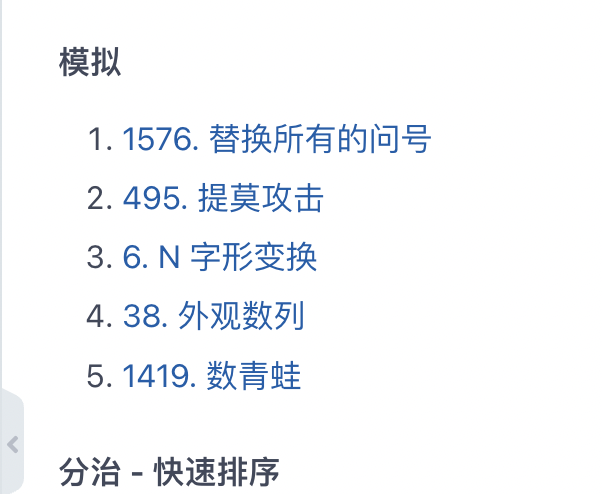 模拟
1. 1576. 替换所有的问号
2. 495. 提莫攻击
3. 6. N 字形变换
4. 38. 外观数列
5. 1419. 数青蛙
分治 - 快速排序